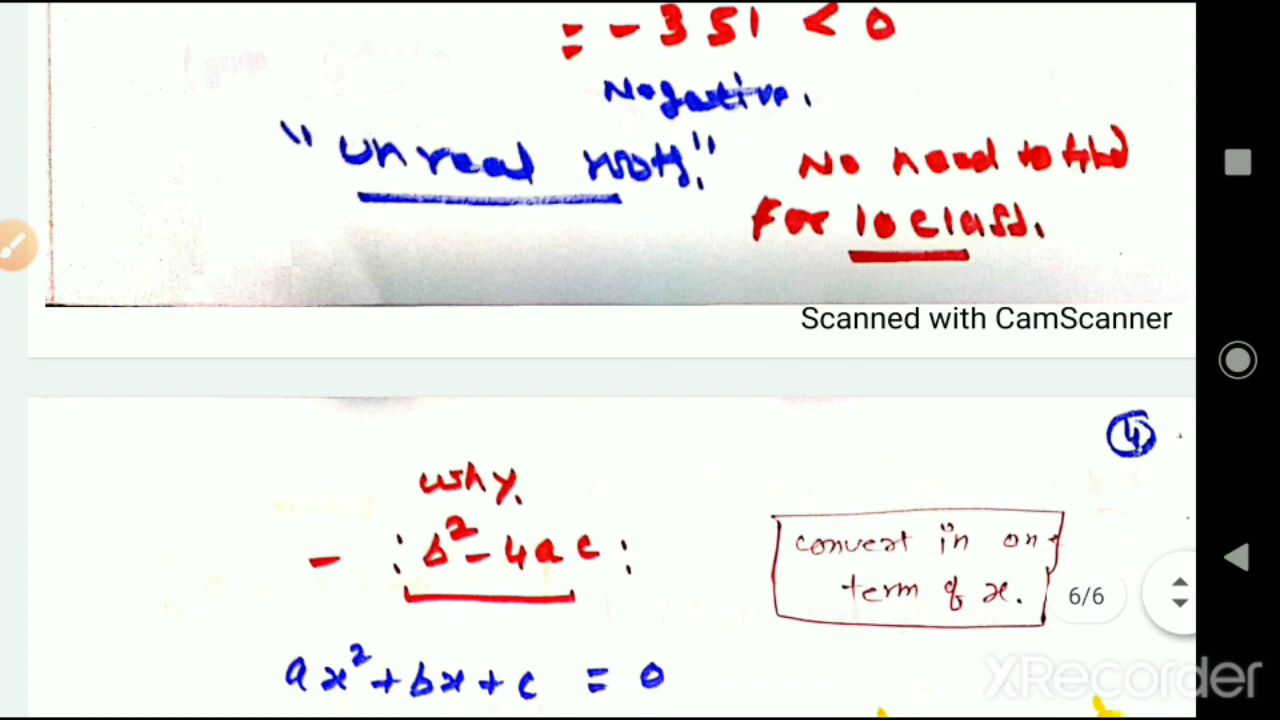 = - 351 < 0
Negative.
"unreal roots."
No need to find
For 10 class.
Scanned with CamScanner
4
why.
- : b² - 4ac :
convert in one
term of x.
6/6
ax² + bx + c = 0
XRecorder